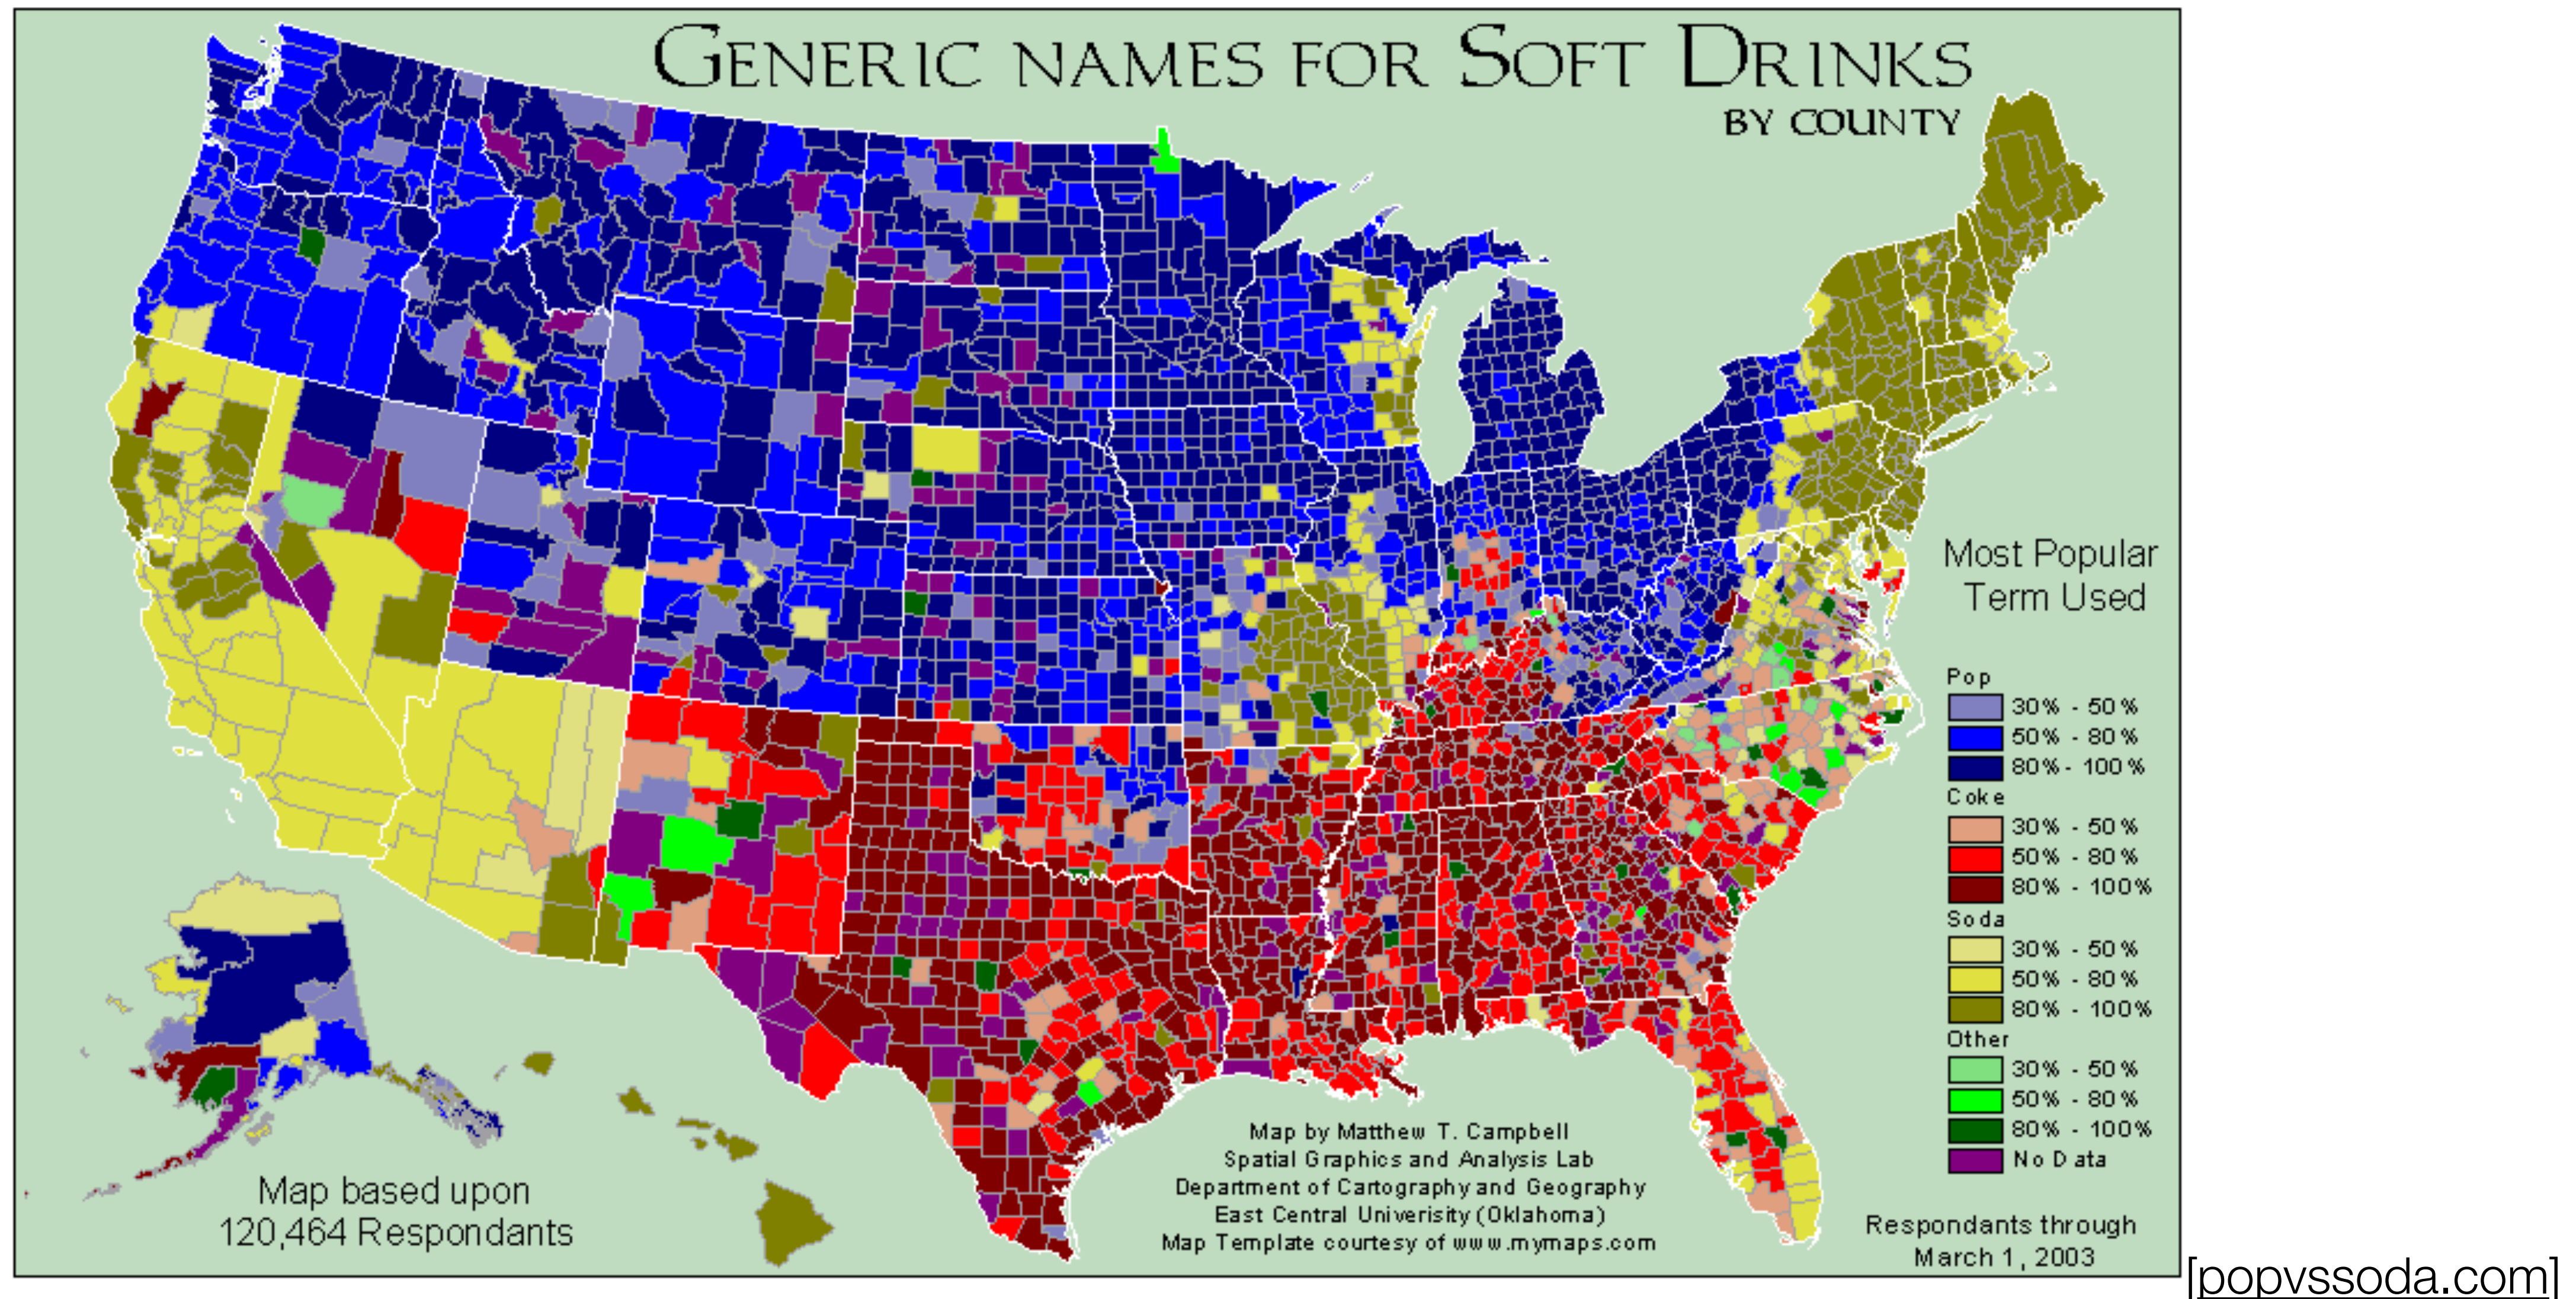 GENERIC NAMES FOR SOFT DRINKS
BY COUNTY
Most Popular
Term Used
Pop
30% - 50%
50% - 80%
80% - 100%
Coke
30% - 50%
50% - 80%
80% - 100%
Soda
30% - 50%
50% - 80%
80% - 100%
Other
30% - 50%
50% - 80%
80% - 100%
No Data
Map based upon
120,464 Respondants
Map by Matthew T. Campbell
Spatial Graphics and Analysis Lab
Department of Cartography and Geography
East Central Univerisity (Oklahoma)
Map Template courtesy of www.mymaps.com
Respondants through
March 1, 2003
[popvssoda.com]